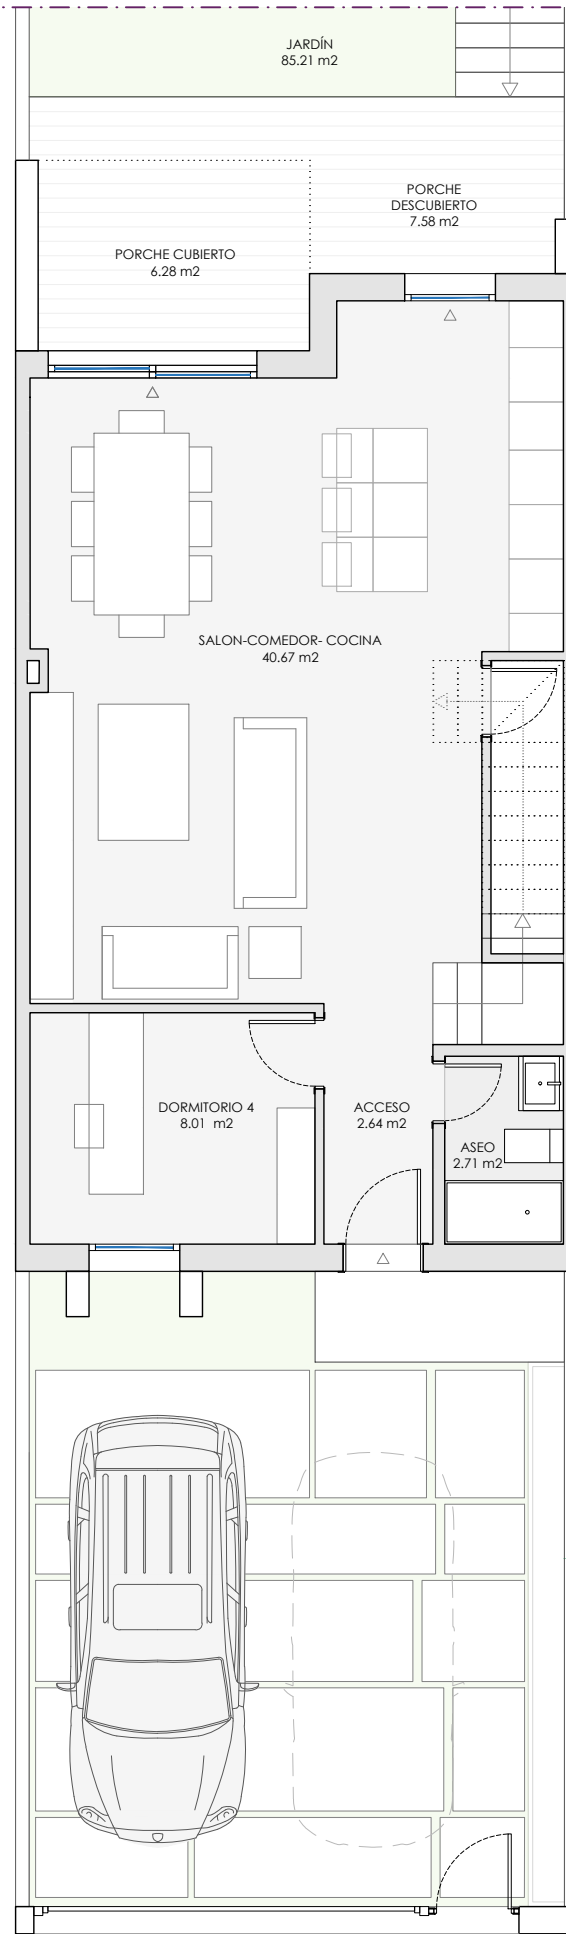 JARDÍN
85.21 m2
PORCHE
DESCUBIERTO
7.58 m2
PORCHE CUBIERTO
6.28 m2
SALON-COMEDOR- COCINA
40.67 m2
DORMITORIO 4
8.01 m2
ACCESO
2.64 m2
ASEO
2.71 m2